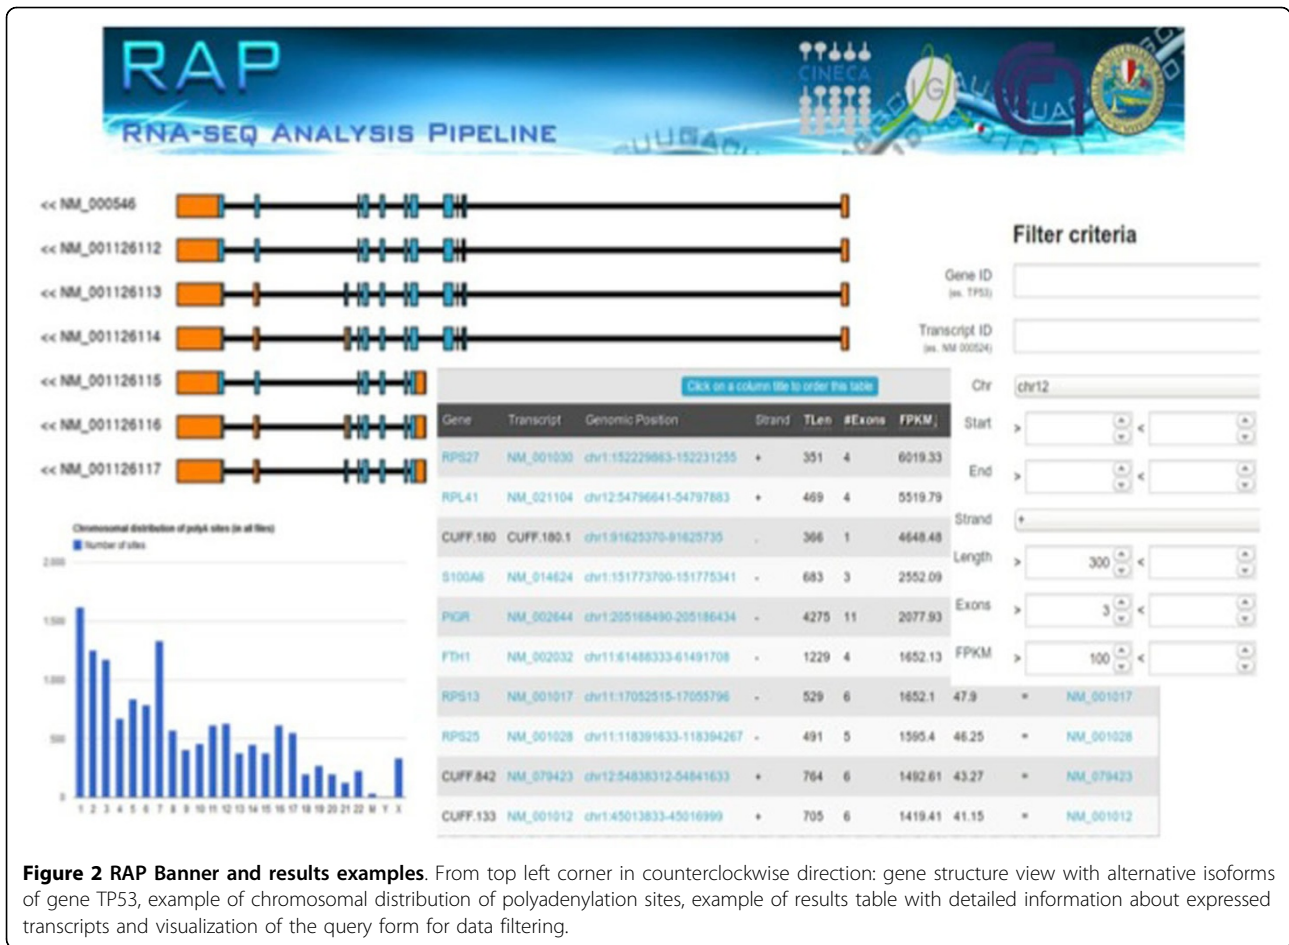 RAP
RNA-SEQ ANALYSIS PIPELINE
CINECA
IGI
<< NM_000546
<< NM_001126112
<< NM_001126113
<< NM_001126114
<< NM_001126115
<< NM_001126116
<< NM_001126117
Chromosomal distribution of polyA sites (in all files)
Number of sites
2.000
1.500
1.000
500
0
1 2 3 4 5 6 7 8 9 10 11 12 13 14 15 16 17 18 19 20 21 22 M Y X
Click on a column title to order this table
Gene Transcript Genomic Position Strand TLen #Exons FPKM↓
RPS27 NM_001030 chr1:152229863-152231255 + 351 4 6019.33
RPL41 NM_021104 chr12:54796641-54797883 + 469 4 5519.79
CUFF.180 CUFF.180.1 chr1:91625370-91625735 . 366 1 4648.48
S100A6 NM_014624 chr1:151773700-151775341 - 683 3 2552.09
PIGR NM_002644 chr1:205168490-205186434 - 4275 11 2077.93
FTH1 NM_002032 chr11:61488333-61491708 - 1229 4 1652.13
RPS13 NM_001017 chr11:17052515-17055796 - 529 6 1652.1 47.9 = NM_001017
RPS25 NM_001028 chr11:118391633-118394267 - 491 5 1595.4 46.25 = NM_001028
CUFF.842 NM_079423 chr12:54838312-54841633 + 764 6 1492.61 43.27 = NM_079423
CUFF.133 NM_001012 chr1:45013833-45016999 + 705 6 1419.41 41.15 = NM_001012
Filter criteria
Gene ID
(es. TP53)
Transcript ID
(es. NM 000524)
Chr chr12
Start > <
End > <
Strand +
Length > 300 <
Exons > 3 <
FPKM > 100 <
Figure 2 RAP Banner and results examples. From top left corner in counterclockwise direction: gene structure view with alternative isoforms
of gene TP53, example of chromosomal distribution of polyadenylation sites, example of results table with detailed information about expressed
transcripts and visualization of the query form for data filtering.